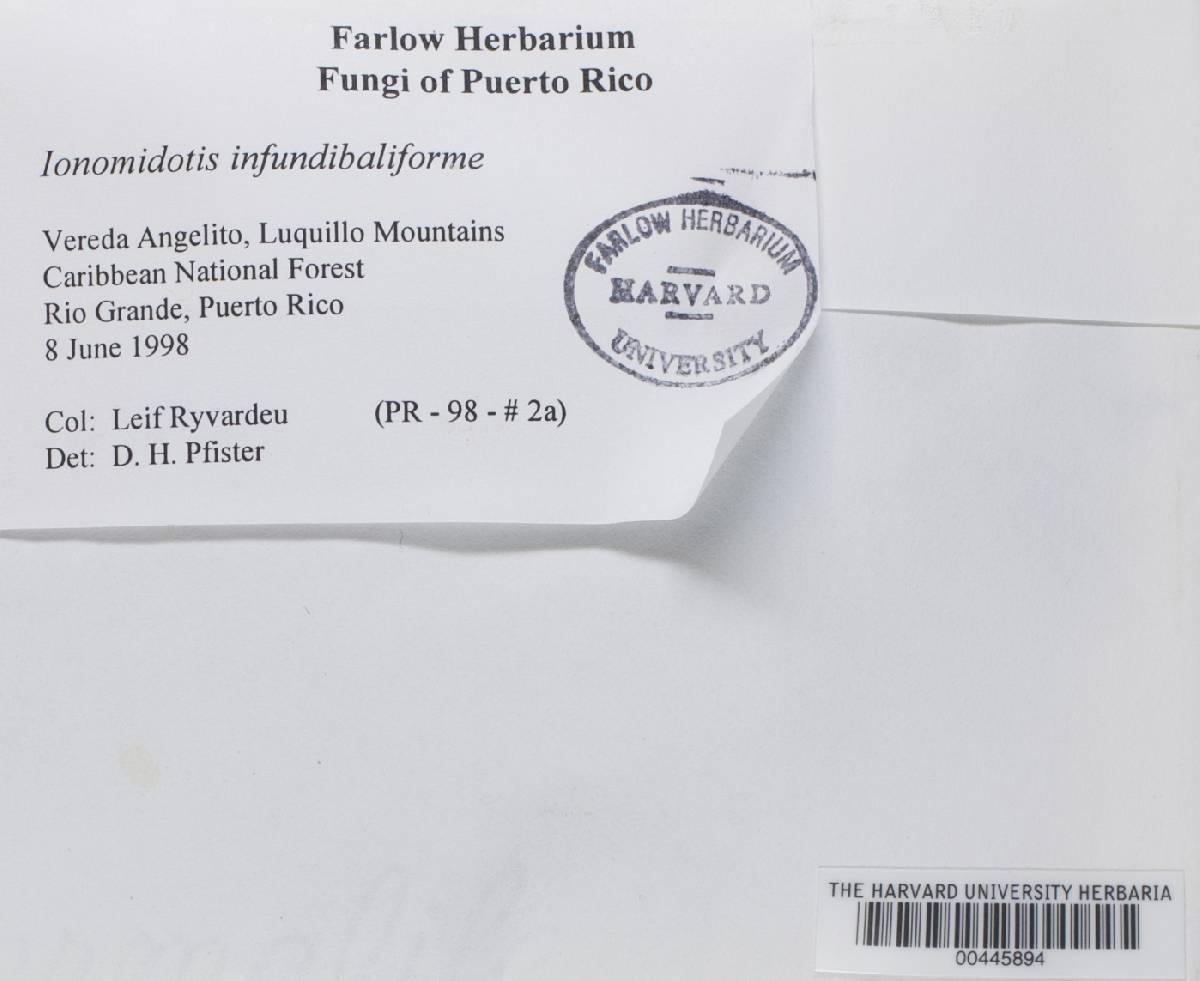 Farlow Herbarium
Fungi of Puerto Rico
Ionomidotis infundibaliforme
Vereda Angelito, Luquillo Mountains
Caribbean National Forest
Rio Grande, Puerto Rico
8 June 1998
Col: Leif Ryvardeu (PR - 98 - # 2a)
Det: D. H. Pfister
FARLOW HERBARIUM
HARVARD
UNIVERSITY
THE HARVARD UNIVERSITY HERBARIA
00445894